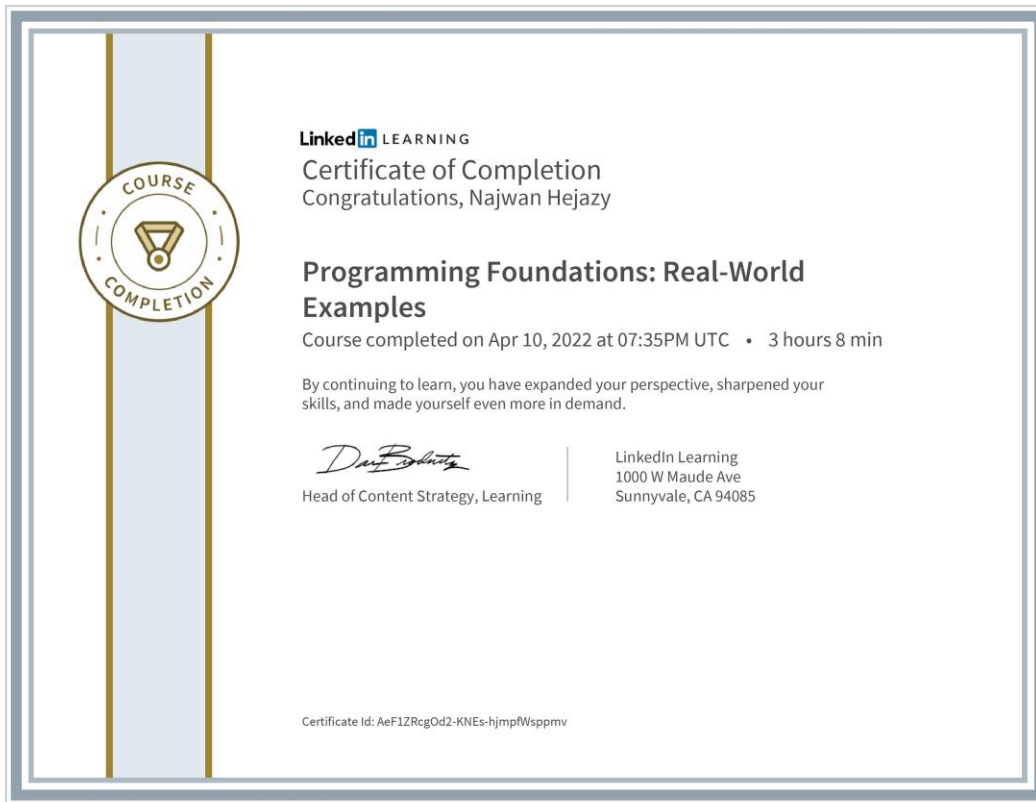 Linked in LEARNING
Certificate of Completion
Congratulations, Najwan Hejazy
COURSE
COMPLETION
Programming Foundations: Real-World
Examples
Course completed on Apr 10, 2022 at 07:35PM UTC • 3 hours 8 min
By continuing to learn, you have expanded your perspective, sharpened your
skills, and made yourself even more in demand.
Head of Content Strategy, Learning
LinkedIn Learning
1000 W Maude Ave
Sunnyvale, CA 94085
Certificate Id: AeF1ZRcgOd2-KNEs-hjmpfWsppmv